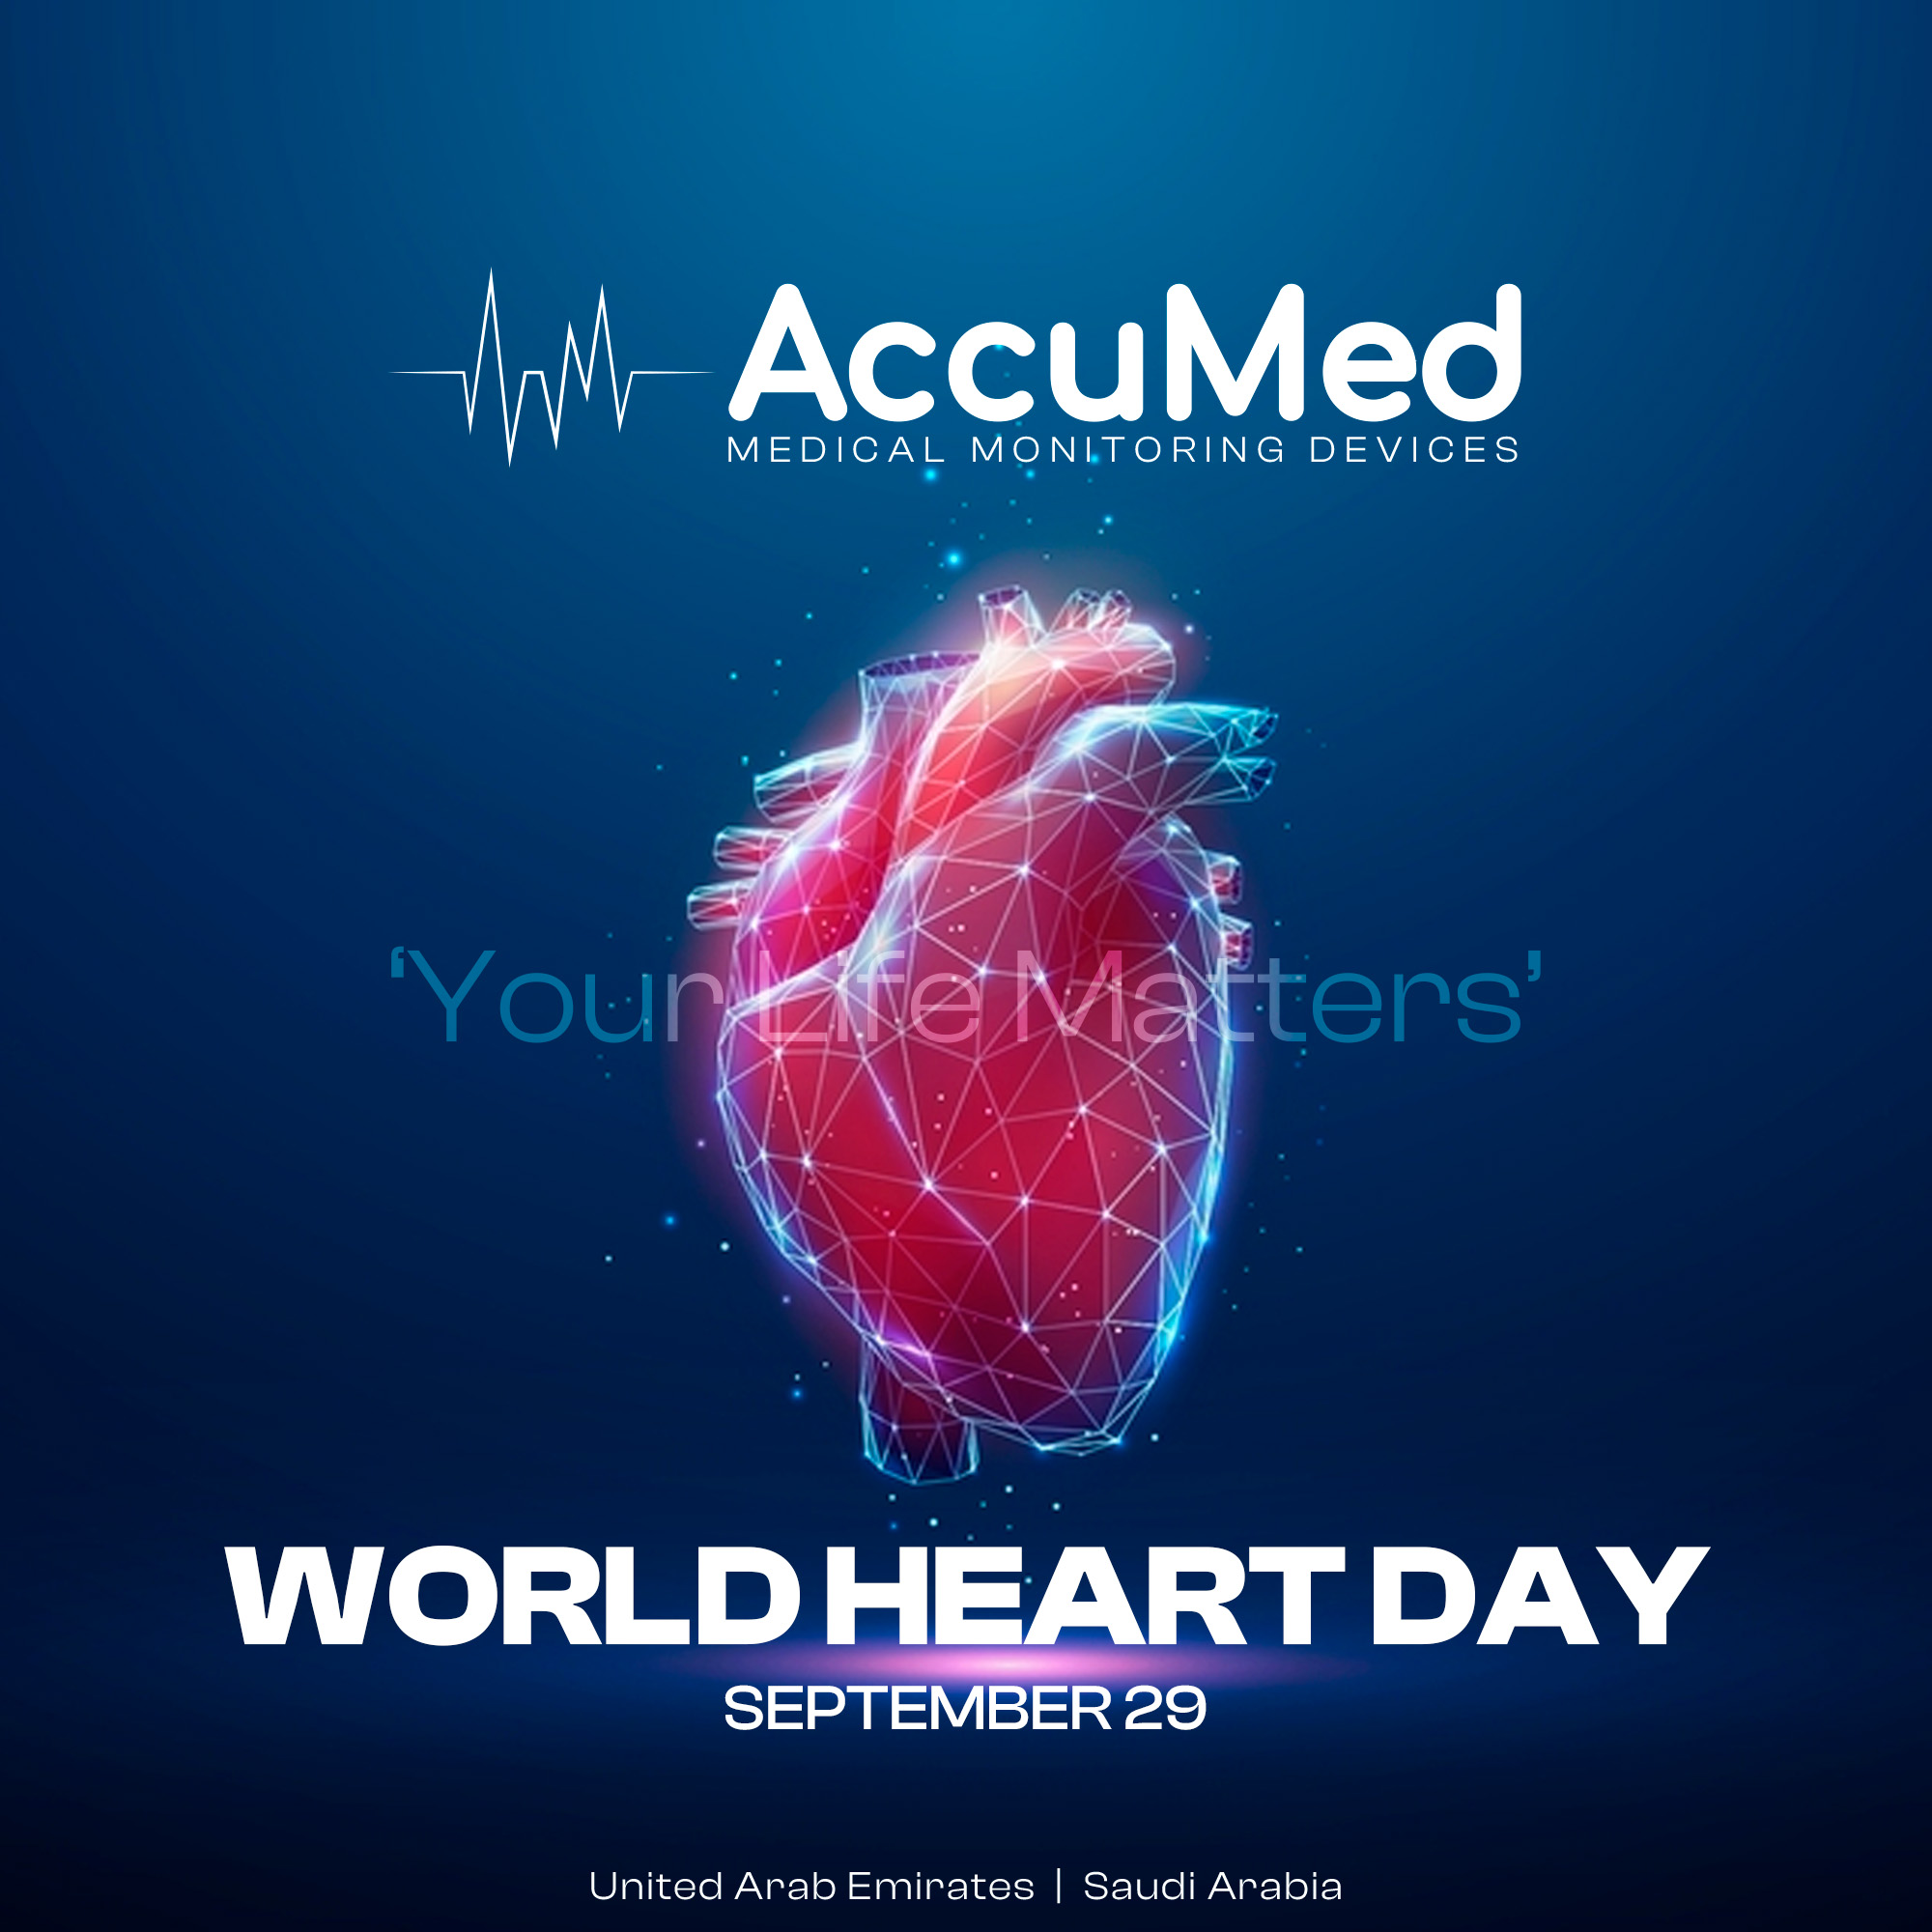 AccuMed
MEDICAL MONITORING DEVICES
‘Your Life Matters’
WORLD HEART DAY
SEPTEMBER 29
United Arab Emirates | Saudi Arabia